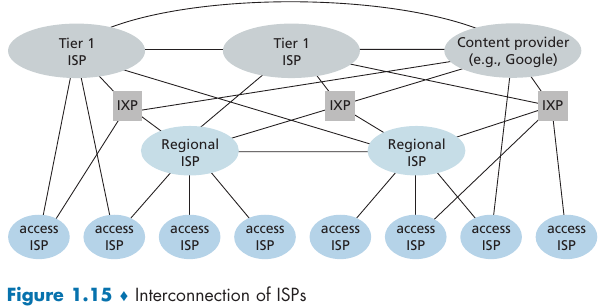 Tier 1
ISP
Tier 1
ISP
Content provider
(e.g., Google)
IXP
IXP
IXP
Regional
ISP
Regional
ISP
access
ISP
access
ISP
access
ISP
access
ISP
access
ISP
access
ISP
access
ISP
access
ISP
Figure 1.15 ♦ Interconnection of ISPs